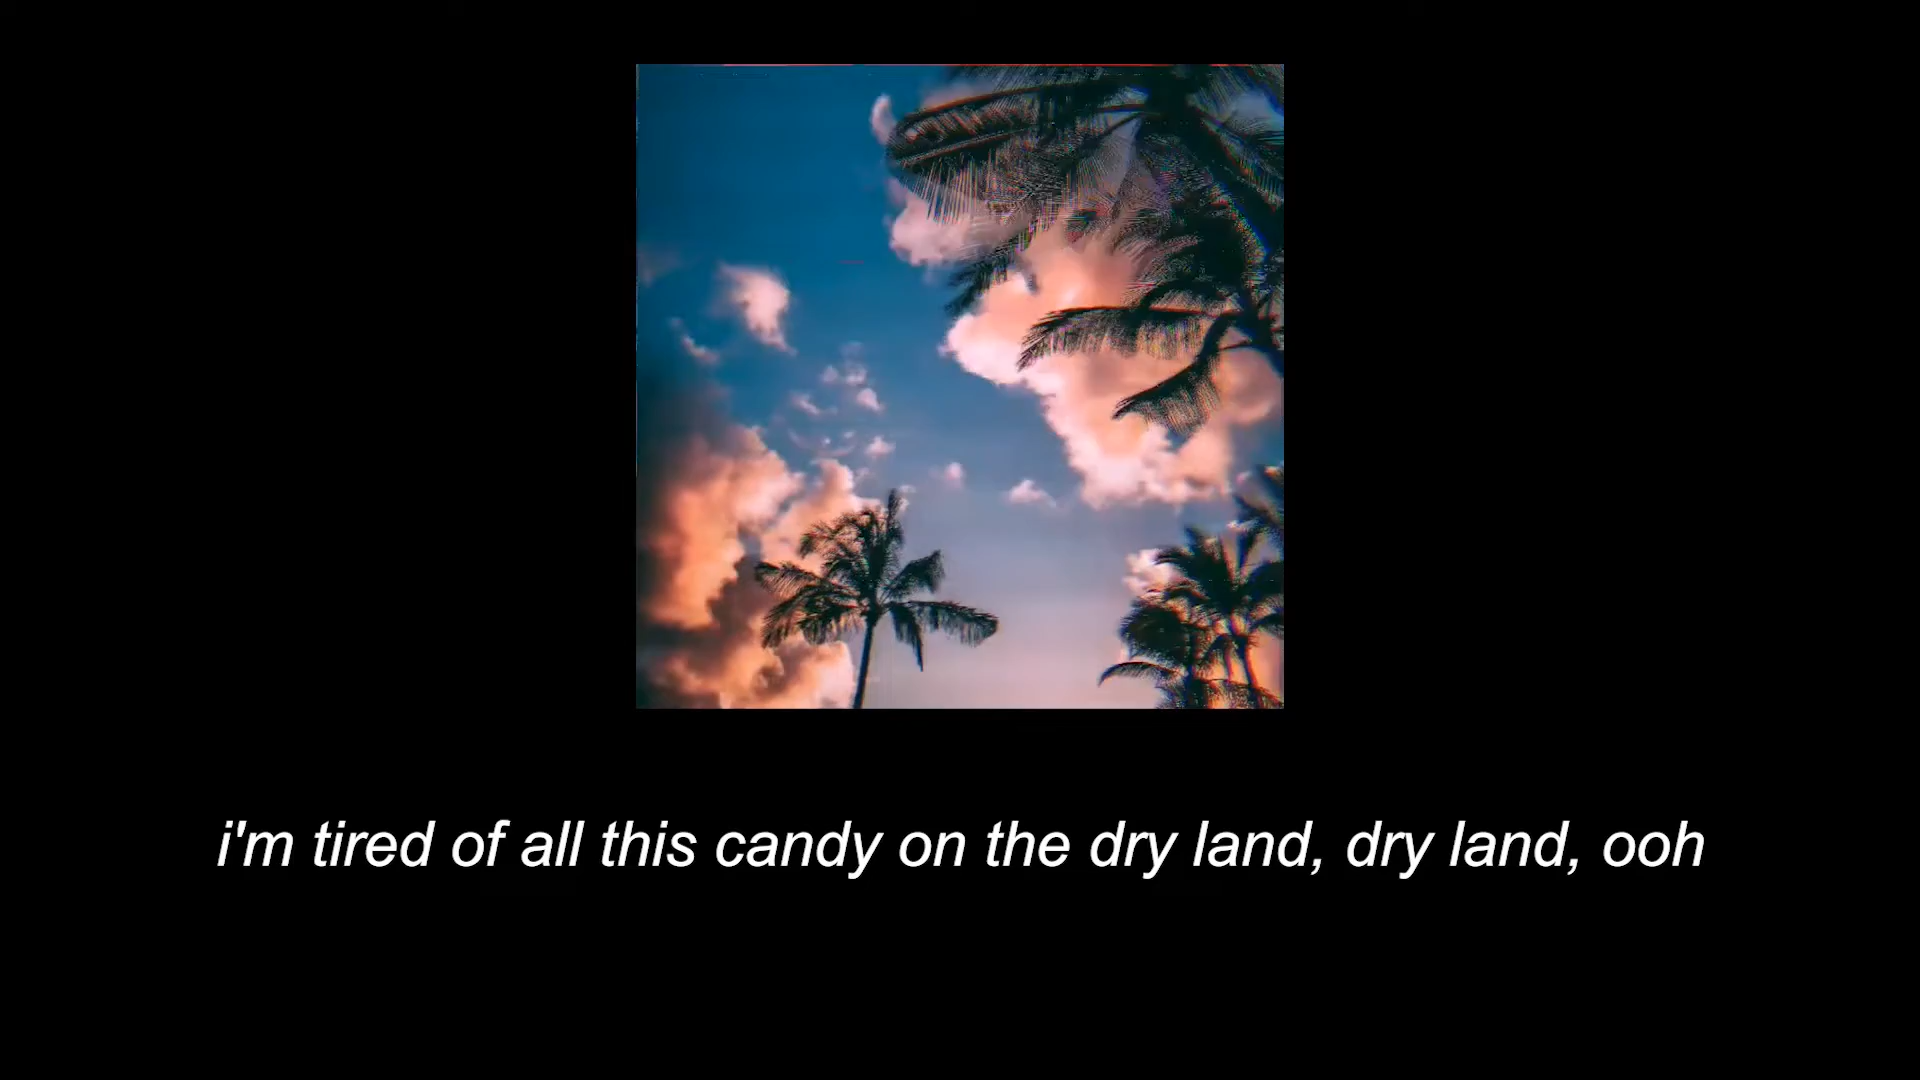 i'm tired of all this candy on the dry land, dry land, ooh